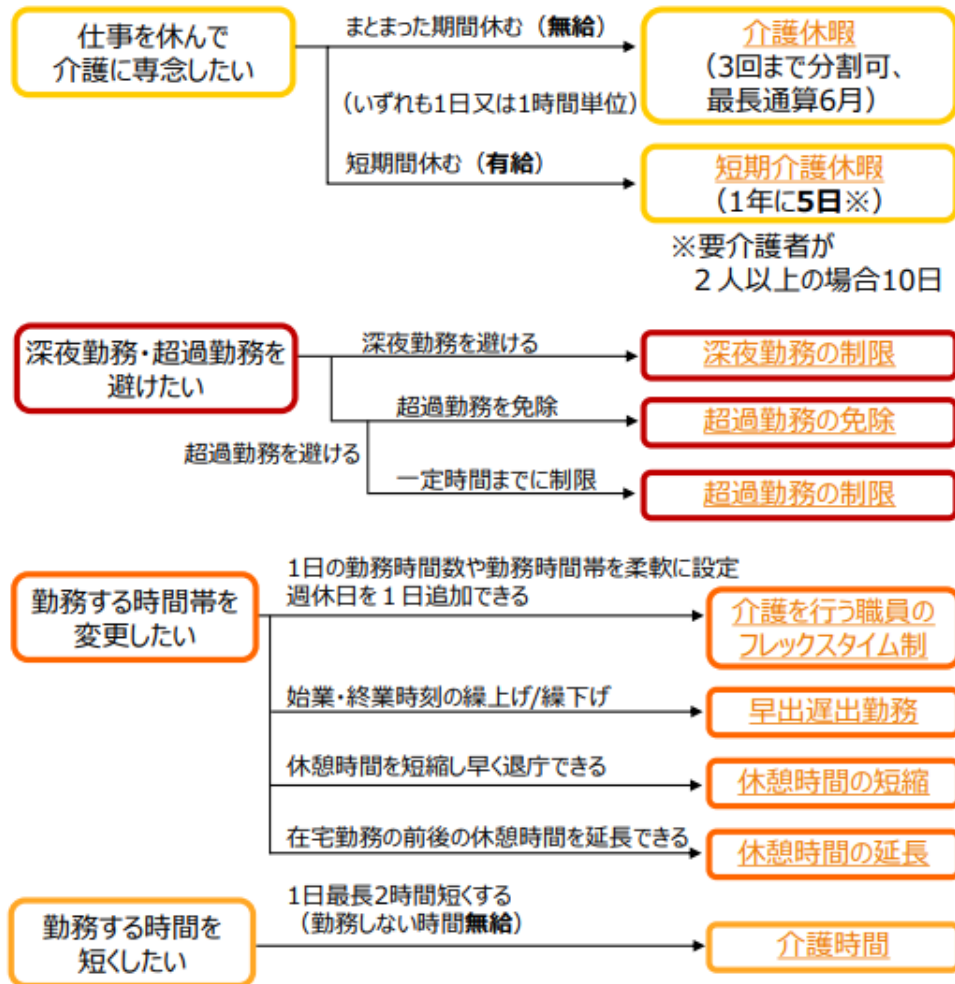 仕事を休んで
介護に専念したい
まとまった期間休む（無給）
（いずれも1日又は1時間単位）
短期間休む（有給）
介護休暇
（3回まで分割可、
最長通算6月）
短期介護休暇
（1年に5日※）
※要介護者が
２人以上の場合10日
深夜勤務・超過勤務を
避けたい
深夜勤務を避ける
深夜勤務の制限
超過勤務を避ける
超過勤務を免除
超過勤務の免除
一定時間までに制限
超過勤務の制限
勤務する時間帯を
変更したい
1日の勤務時間数や勤務時間帯を柔軟に設定
週休日を１日追加できる
介護を行う職員の
フレックスタイム制
始業・終業時刻の繰上げ/繰下げ
早出遅出勤務
休憩時間を短縮し早く退庁できる
休憩時間の短縮
在宅勤務の前後の休憩時間を延長できる
休憩時間の延長
勤務する時間を
短くしたい
1日最長2時間短くする
（勤務しない時間無給）
介護時間